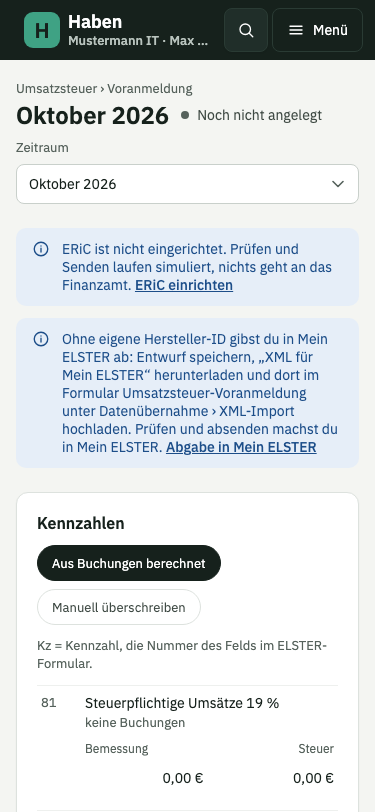 H
Haben
Mustermann IT · Max ...
Menü
Umsatzsteuer › Voranmeldung
Oktober 2026
Noch nicht angelegt
Zeitraum
Oktober 2026
ERiC ist nicht eingerichtet. Prüfen und
Senden laufen simuliert, nichts geht an das
Finanzamt. ERiC einrichten
Ohne eigene Hersteller-ID gibst du in Mein
ELSTER ab: Entwurf speichern, „XML für
Mein ELSTER“ herunterladen und dort im
Formular Umsatzsteuer-Voranmeldung
unter Datenübernahme › XML-Import
hochladen. Prüfen und absenden machst du
in Mein ELSTER. Abgabe in Mein ELSTER
Kennzahlen
Aus Buchungen berechnet
Manuell überschreiben
Kz = Kennzahl, die Nummer des Felds im ELSTER-
Formular.
81 Steuerpflichtige Umsätze 19 %
keine Buchungen
Bemessung Steuer
0,00 € 0,00 €